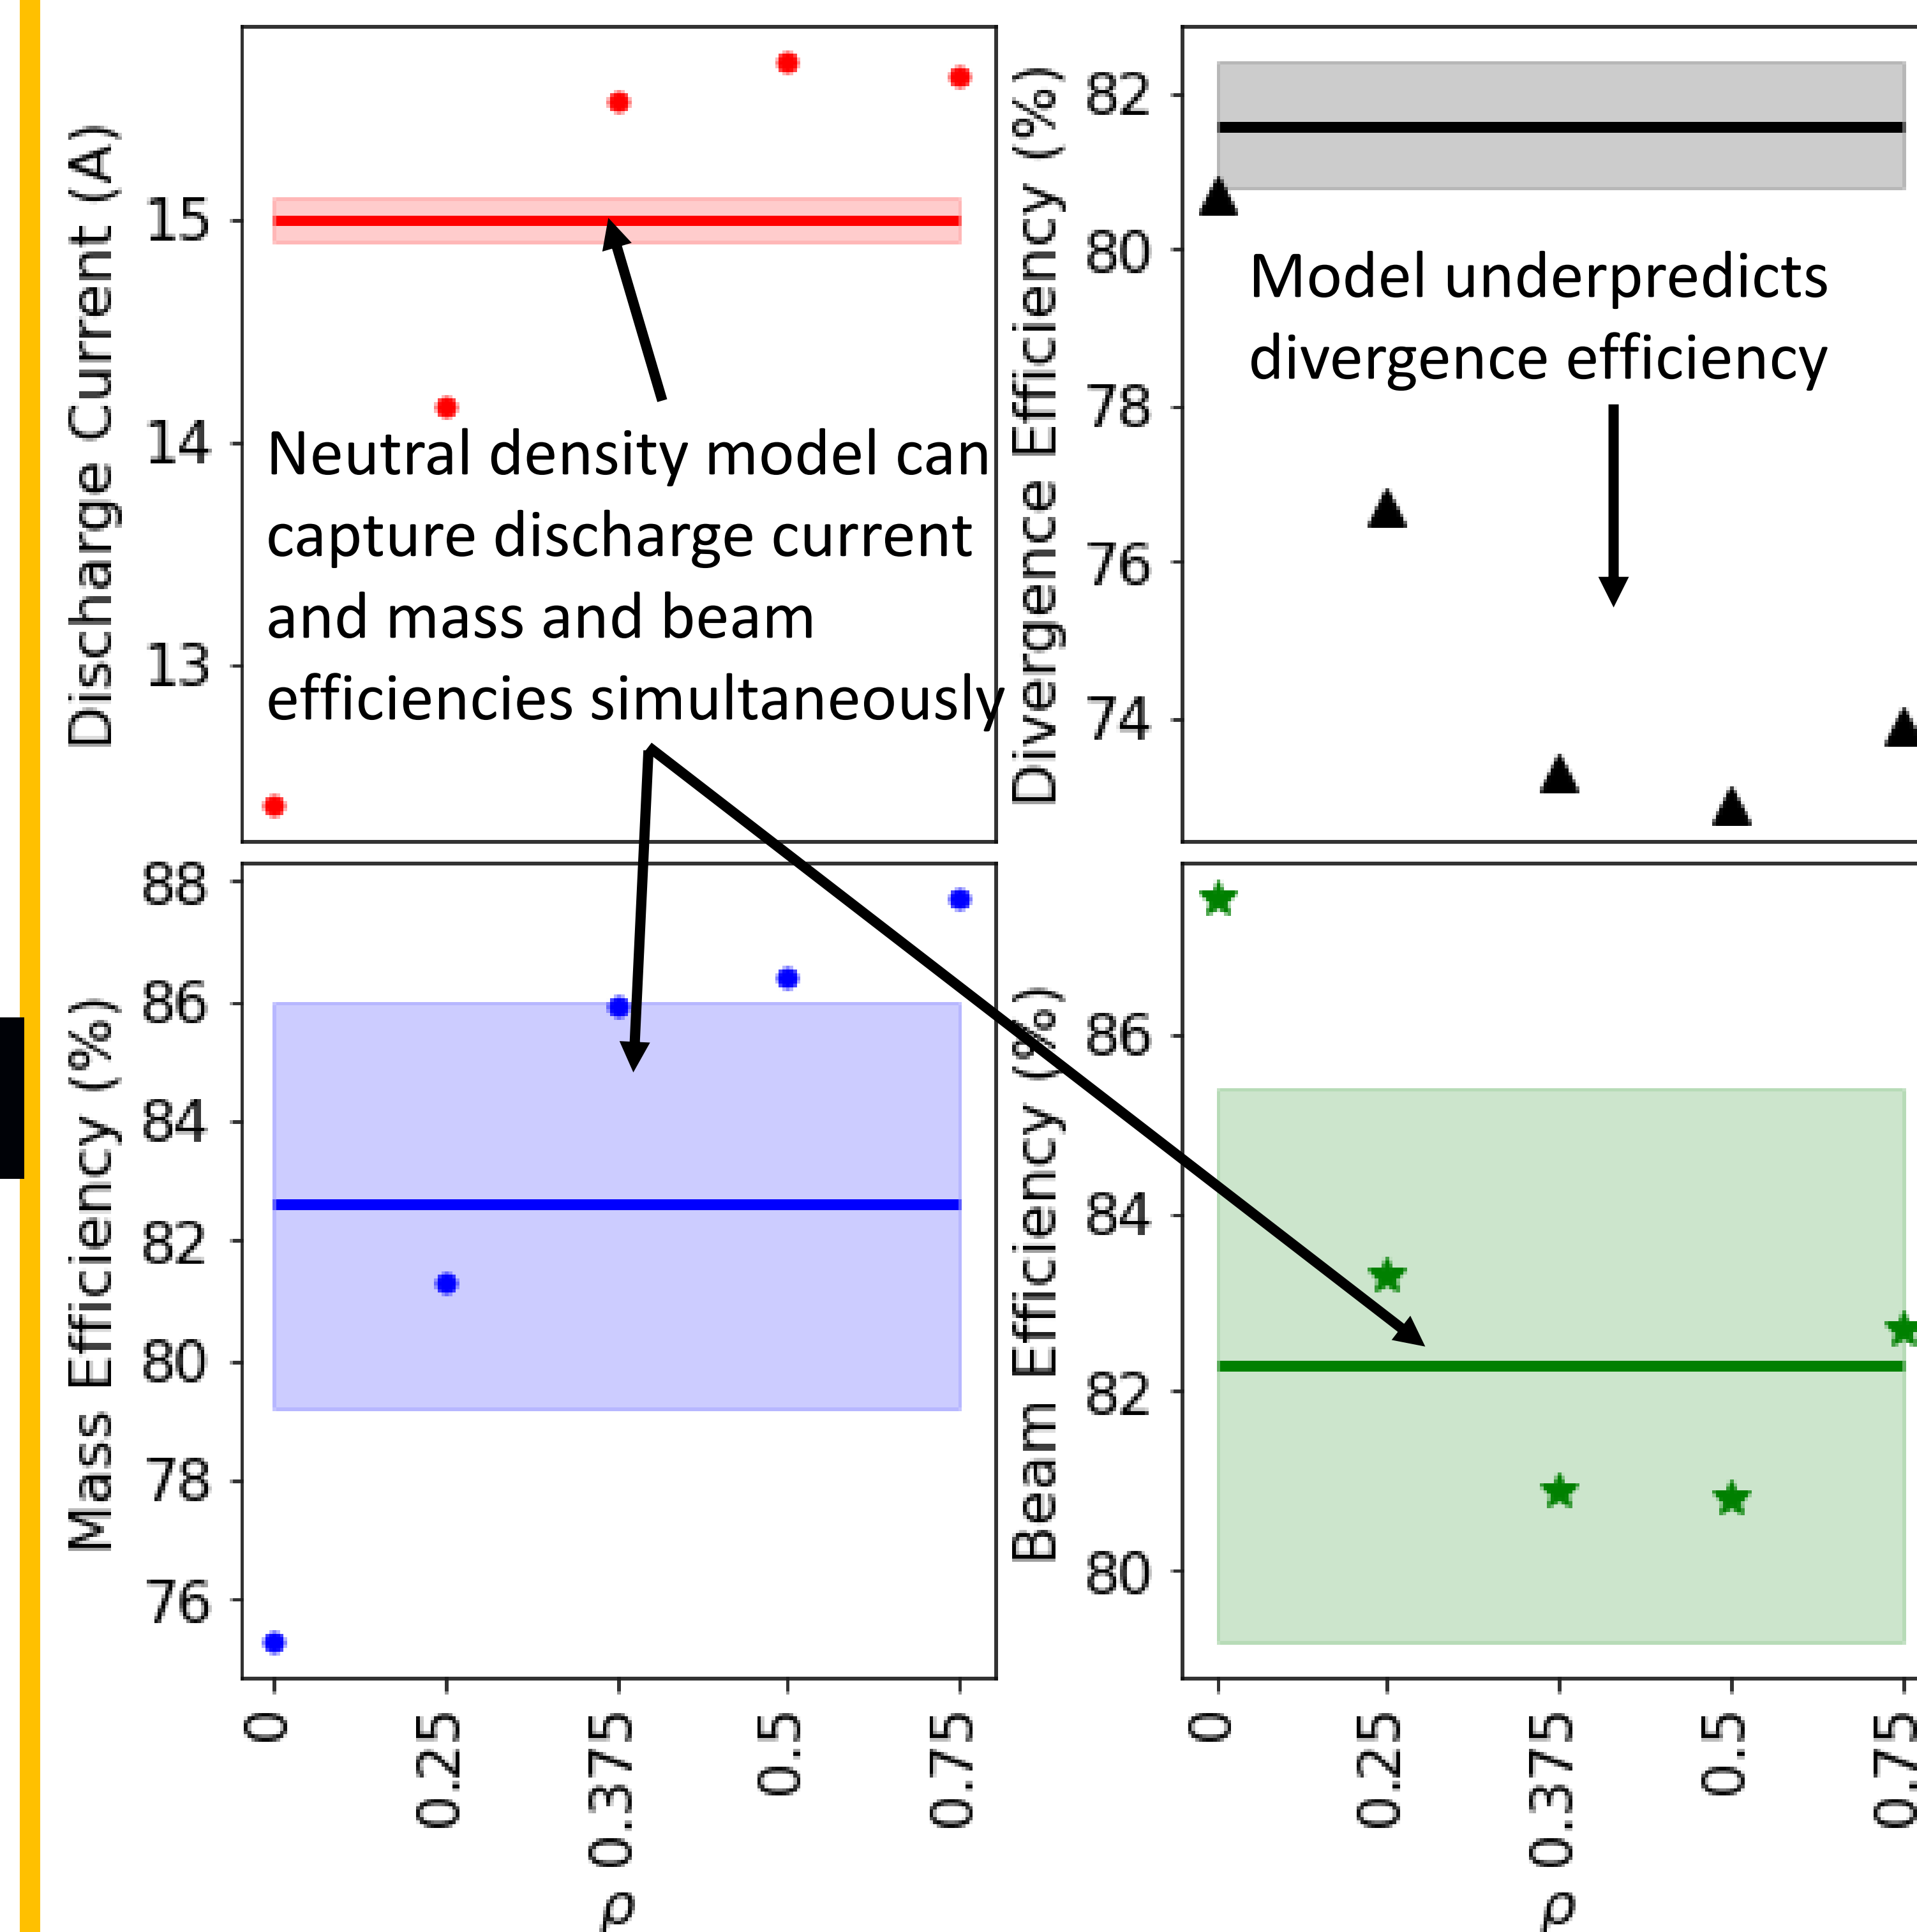 Discharge Current (A)
15
14
13
Neutral density model can
capture discharge current
and mass and beam
efficiencies simultaneously
Divergence Efficiency (%)
82
80
78
76
74
Model underpredicts
divergence efficiency
Mass Efficiency (%)
88
86
84
82
80
78
76
0
0.25
0.375
0.5
0.75
Beam Efficiency (%)
86
84
82
80
0
0.25
0.375
0.5
0.75